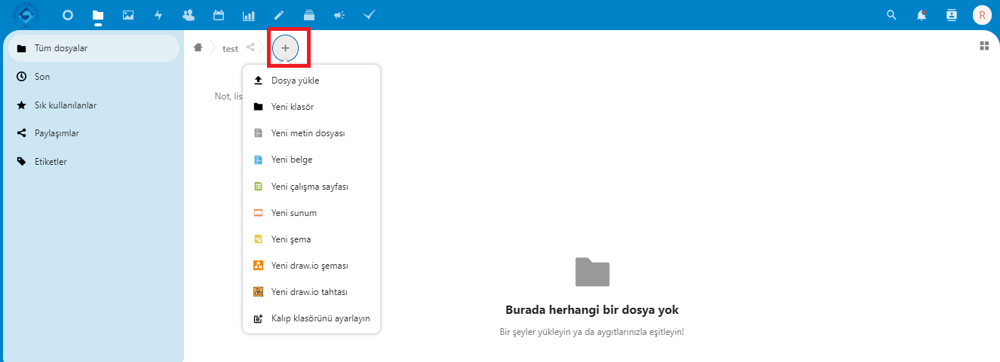 R
Tüm dosyalar
test
Son
Dosya yükle
Not, lis
Sık kullanılanlar
Yeni klasör
Paylaşımlar
Yeni metin dosyası
Etiketler
Yeni belge
Yeni çalışma sayfası
Yeni sunum
Yeni şema
Yeni draw.io şeması
Yeni draw.io tahtası
Kalıp klasörünü ayarlayın
Burada herhangi bir dosya yok
Bir şeyler yükleyin ya da aygıtlarınızla eşitleyin!